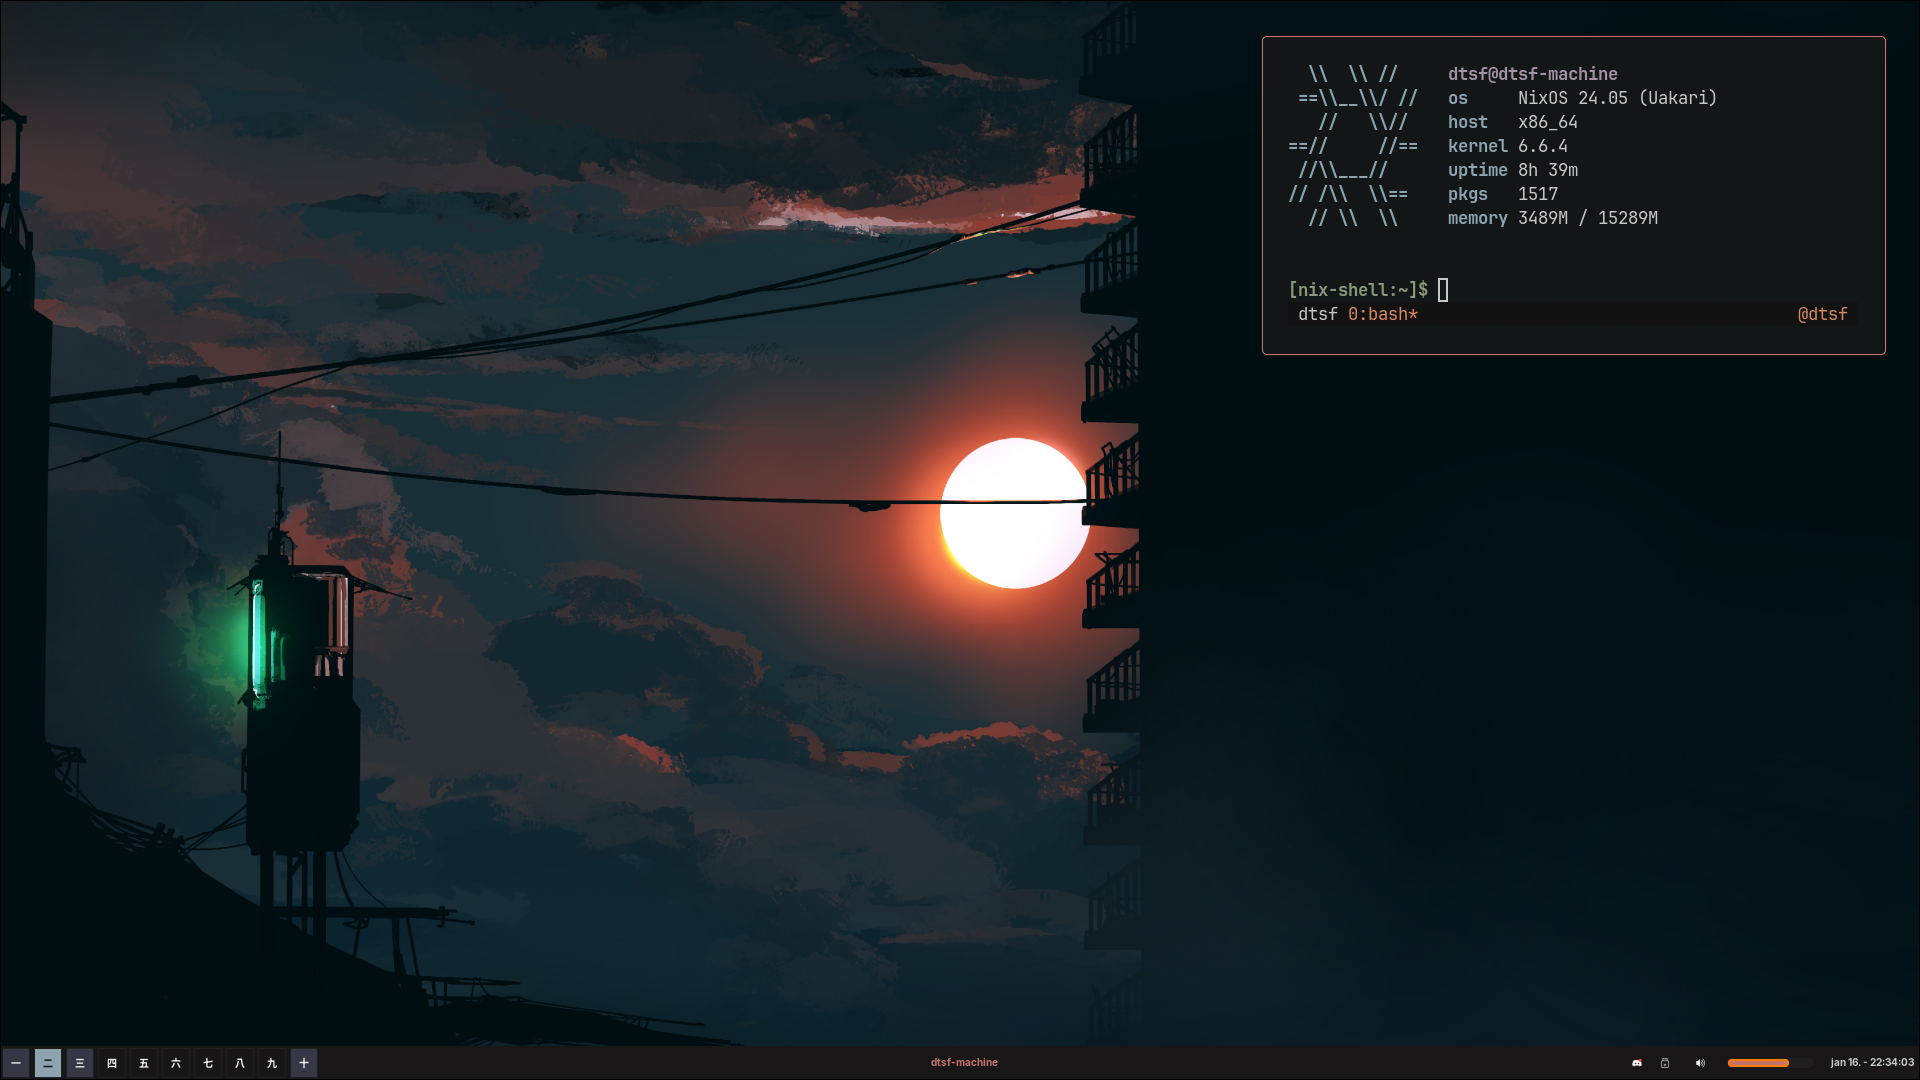 \\  \\ //     dtsf@dtsf-machine
 ==\\__\\/ //   os     NixOS 24.05 (Uakari)
   //   \\//    host   x86_64
==//     //==   kernel 6.6.4
 //\\___//      uptime 8h 39m
// /\\  \\==    pkgs   1517
  // \\  \\     memory 3489M / 15289M
[nix-shell:~]$
dtsf 0:bash* @dtsf
一 二 三 四 五 六 七 八 九 十 dtsf-machine jan 16. - 22:34:03